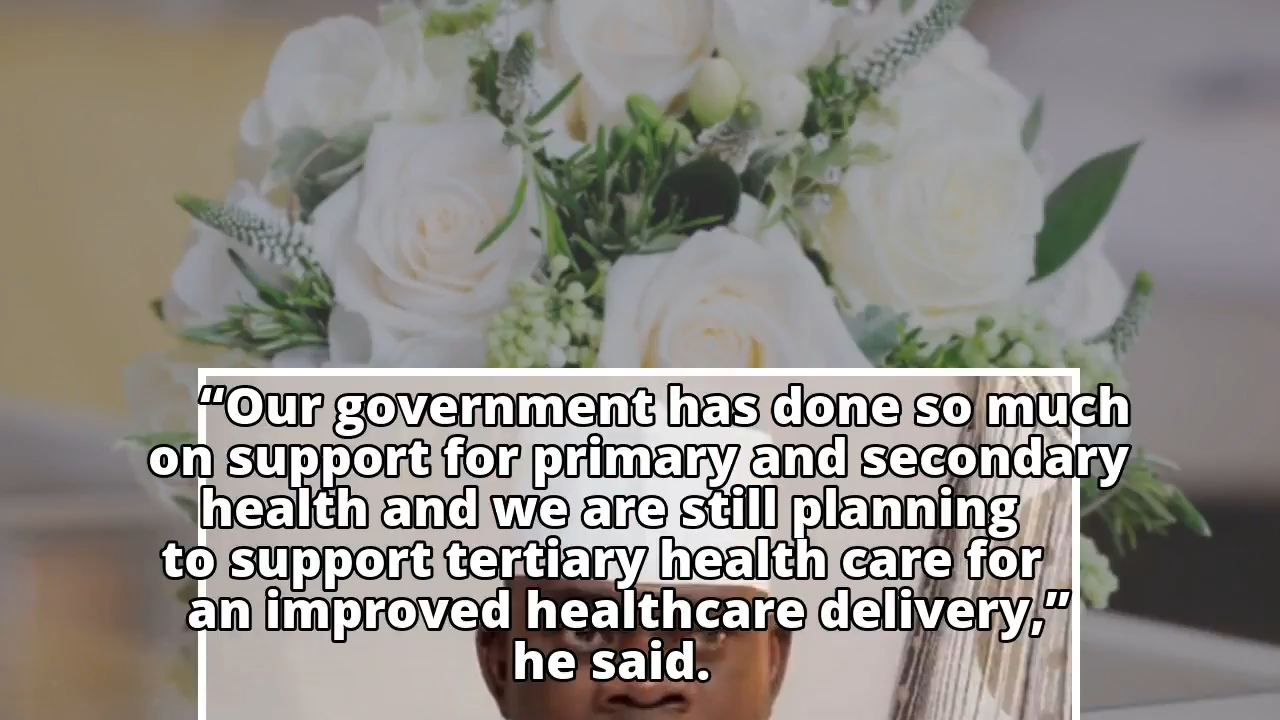 “Our government has done so much
on support for primary and secondary
health and we are still planning
to support tertiary health care for
an improved healthcare delivery,”
he said.